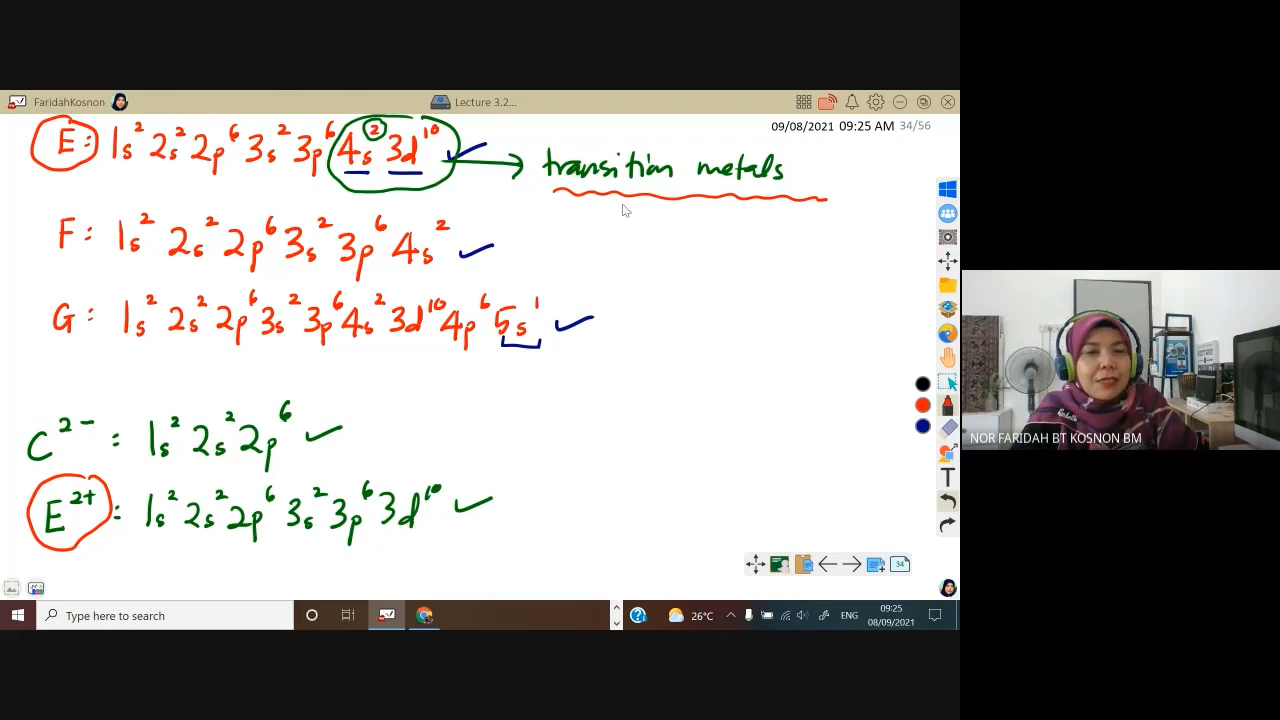 FaridahKosnon
Lecture 3.2...
09/08/2021 09:25 AM 34/56
E: 1s² 2s² 2p⁶ 3s² 3p⁶ 4s² 3d¹⁰ → transition metals
F: 1s² 2s² 2p⁶ 3s² 3p⁶ 4s²
G: 1s² 2s² 2p⁶ 3s² 3p⁶ 4s² 3d¹⁰ 4p⁶ 5s¹
C²⁻: 1s² 2s² 2p⁶
E²⁺: 1s² 2s² 2p⁶ 3s² 3p⁶ 3d¹⁰
NOR FARIDAH BT KOSNON BM
T
34
Type here to search
26°C
ENG
09:25
08/09/2021